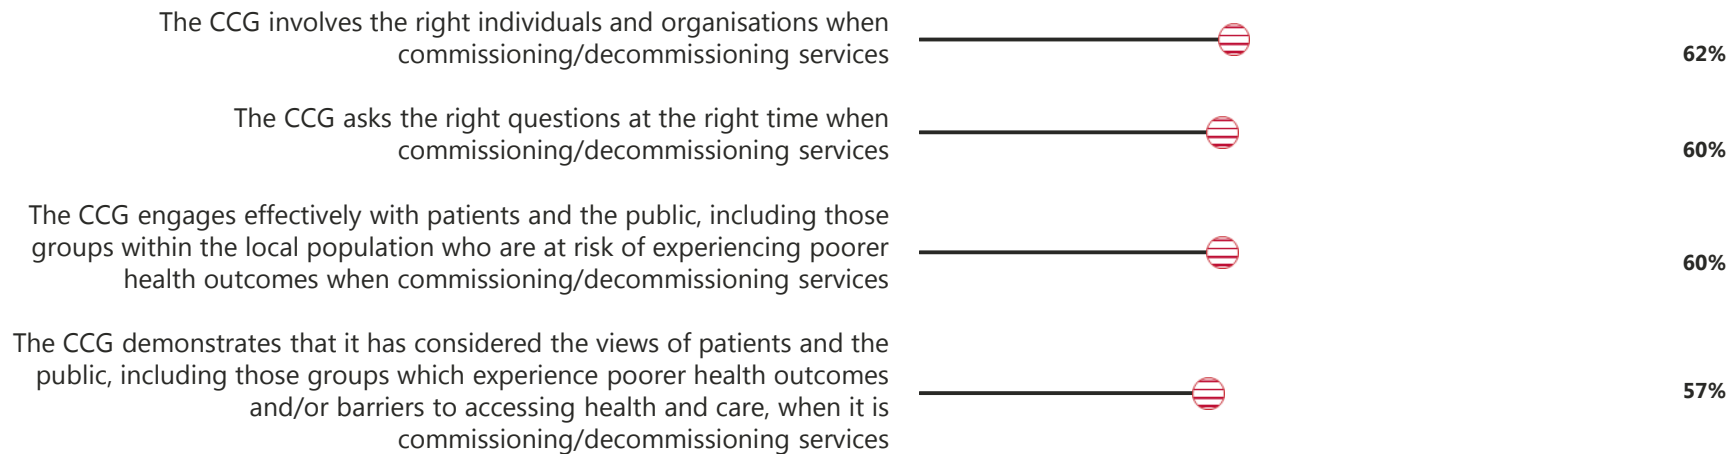 The CCG involves the right individuals and organisations when
commissioning/decommissioning services
62%
The CCG asks the right questions at the right time when
commissioning/decommissioning services
60%
The CCG engages effectively with patients and the public, including those
groups within the local population who are at risk of experiencing poorer
health outcomes when commissioning/decommissioning services
60%
The CCG demonstrates that it has considered the views of patients and the
public, including those groups which experience poorer health outcomes
and/or barriers to accessing health and care, when it is
commissioning/decommissioning services
57%